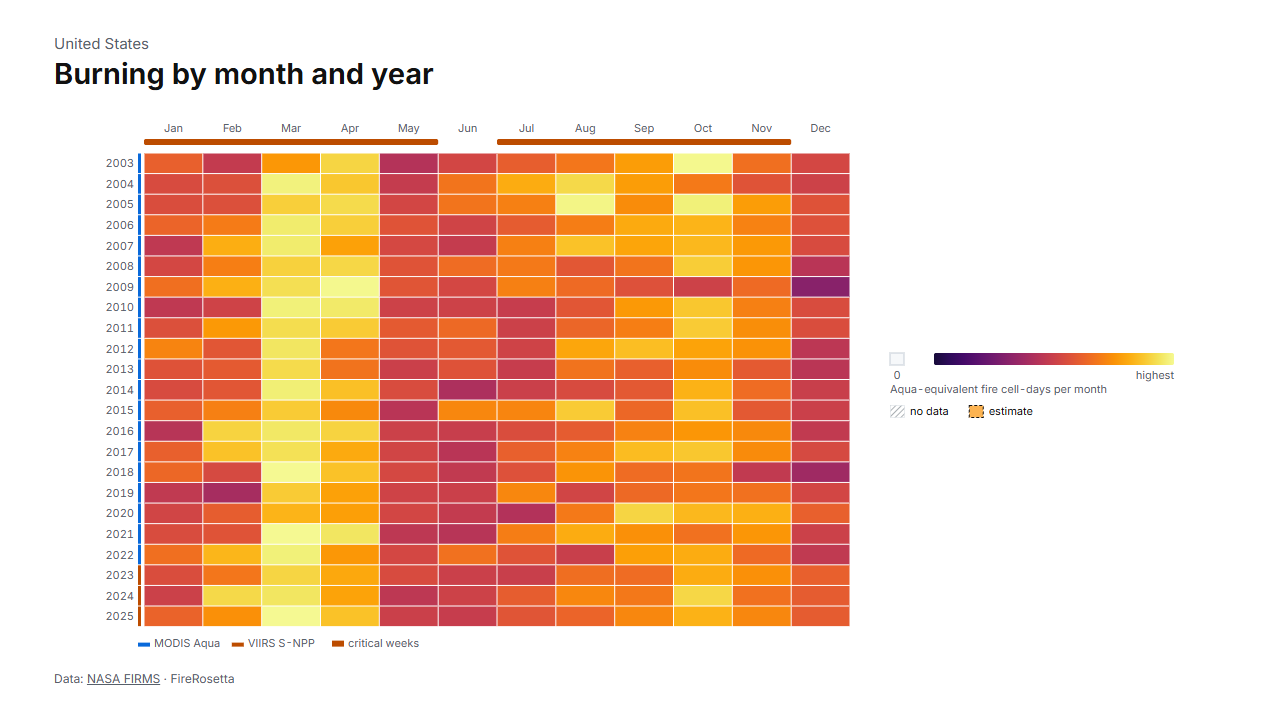 United States
Burning by month and year
Jan Feb Mar Apr May Jun Jul Aug Sep Oct Nov Dec
2003
2004
2005
2006
2007
2008
2009
2010
2011
2012
2013
2014
2015
2016
2017
2018
2019
2020
2021
2022
2023
2024
2025
0 highest
Aqua-equivalent fire cell-days per month
no data estimate
MODIS Aqua VIIRS S-NPP critical weeks
Data: NASA FIRMS · FireRosetta